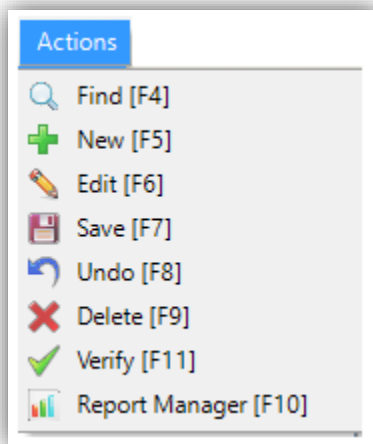 Actions
Find [F4]
New [F5]
Edit [F6]
Save [F7]
Undo [F8]
Delete [F9]
Verify [F11]
Report Manager [F10]